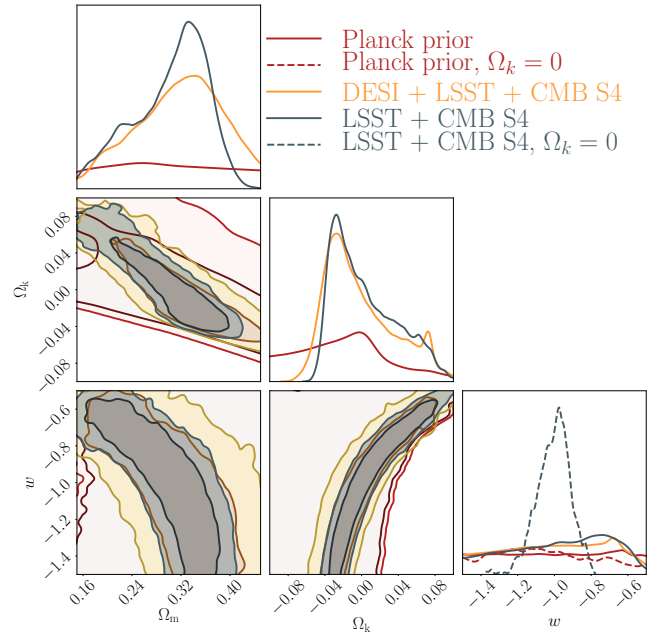 Planck prior
Planck prior, Ωk = 0
DESI + LSST + CMB S4
LSST + CMB S4
LSST + CMB S4, Ωk = 0
0.08
0.04
0.00
−0.04
−0.08
Ωk
−0.6
−0.8
−1.0
−1.2
−1.4
w
0.16 0.24 0.32 0.40
Ωm
−0.08 −0.04 0.00 0.04 0.08
Ωk
−1.4 −1.2 −1.0 −0.8 −0.6
w